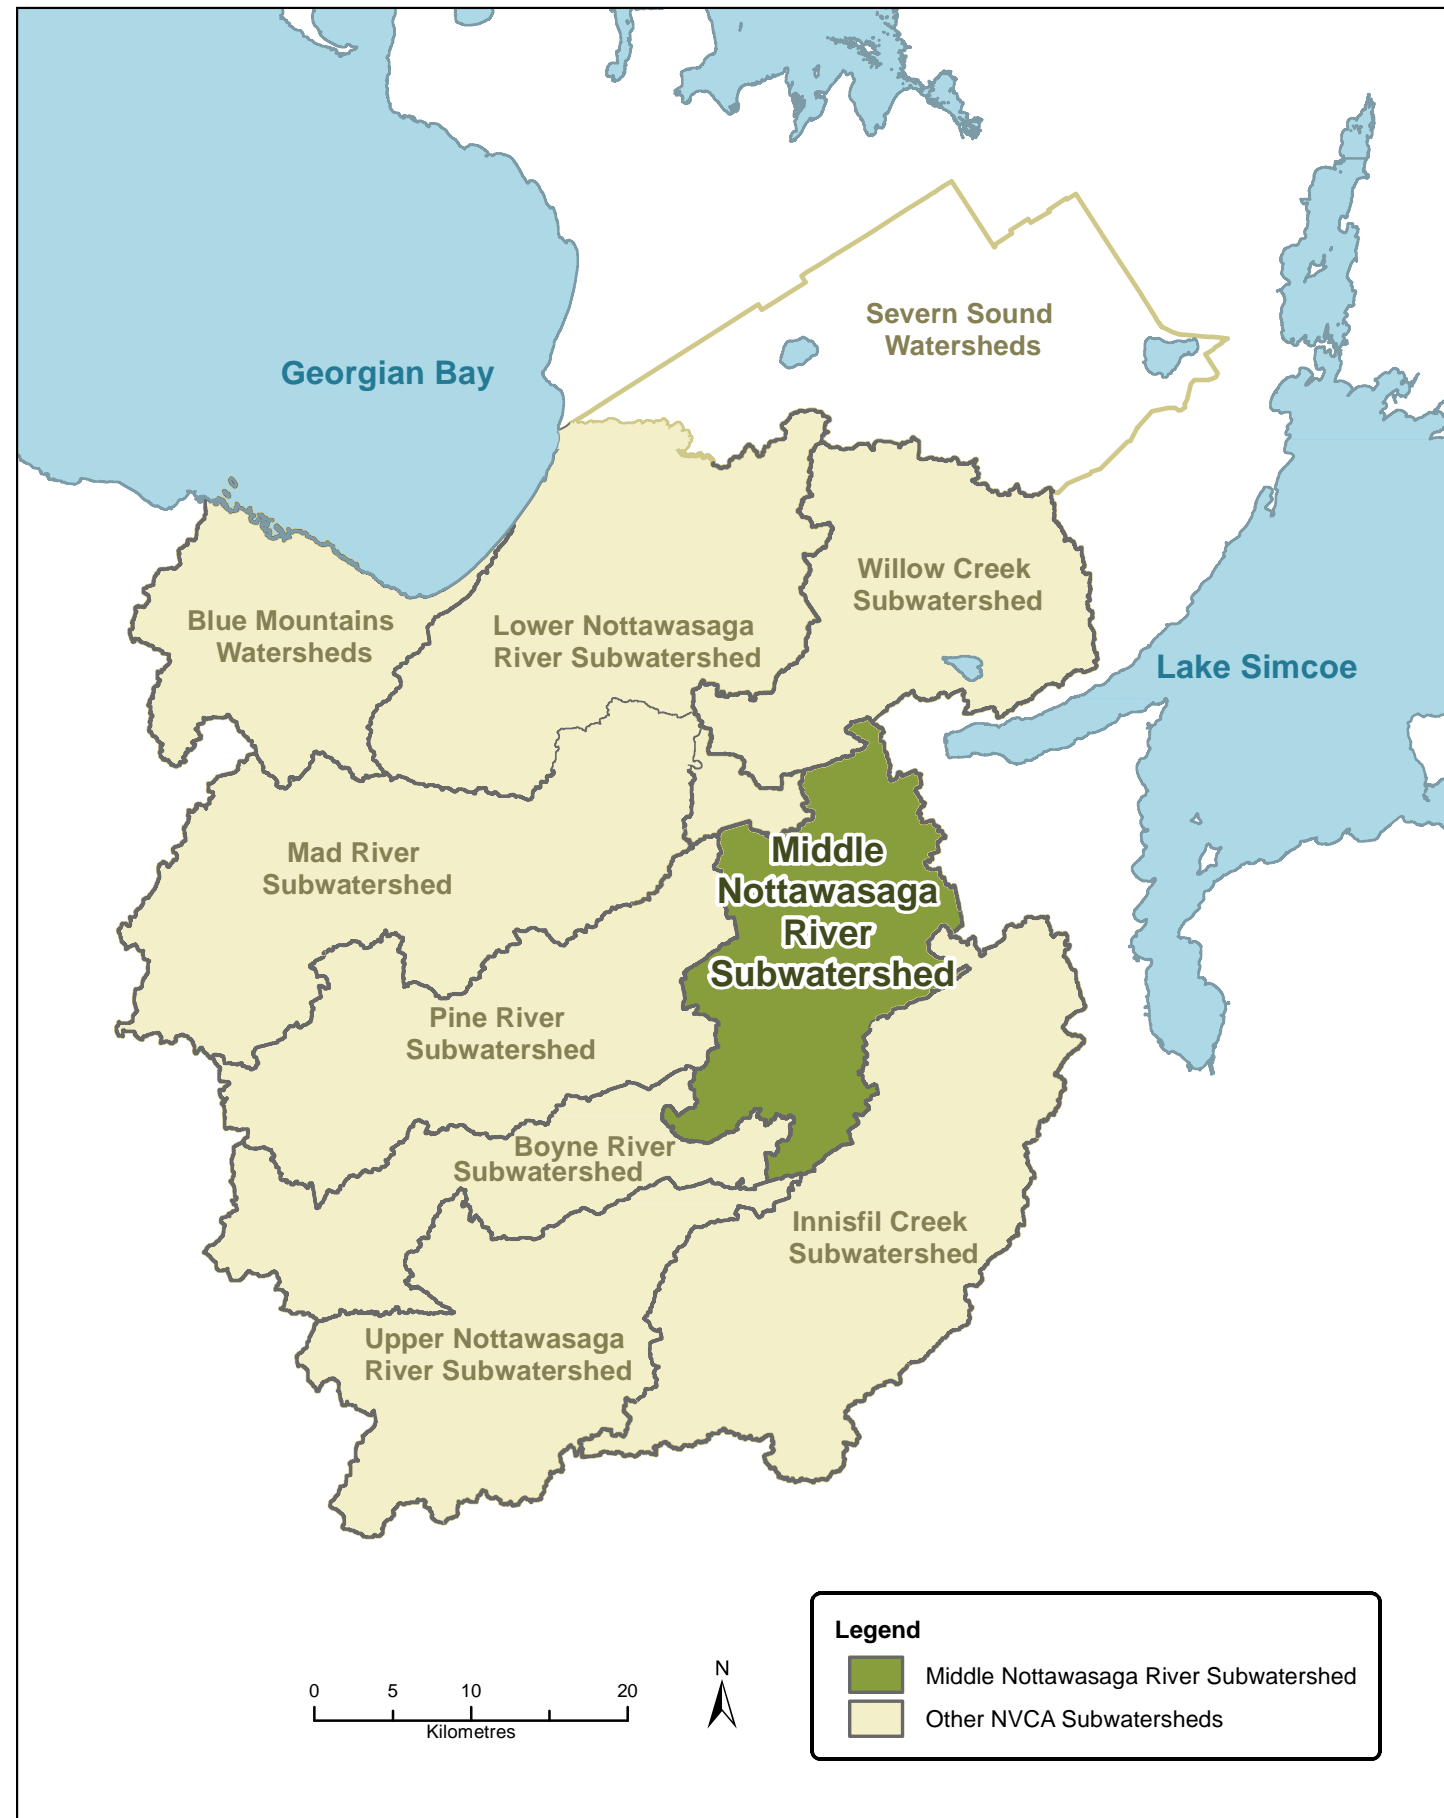 Severn Sound
Watersheds
Georgian Bay
Willow Creek
Subwatershed
Blue Mountains
Watersheds
Lower Nottawasaga
River Subwatershed
Lake Simcoe
Mad River
Subwatershed
Middle
Nottawasaga
River
Subwatershed
Pine River
Subwatershed
Boyne River
Subwatershed
Innisfil Creek
Subwatershed
Upper Nottawasaga
River Subwatershed
Legend
Middle Nottawasaga River Subwatershed
Other NVCA Subwatersheds
0 5 10 20
Kilometres
N